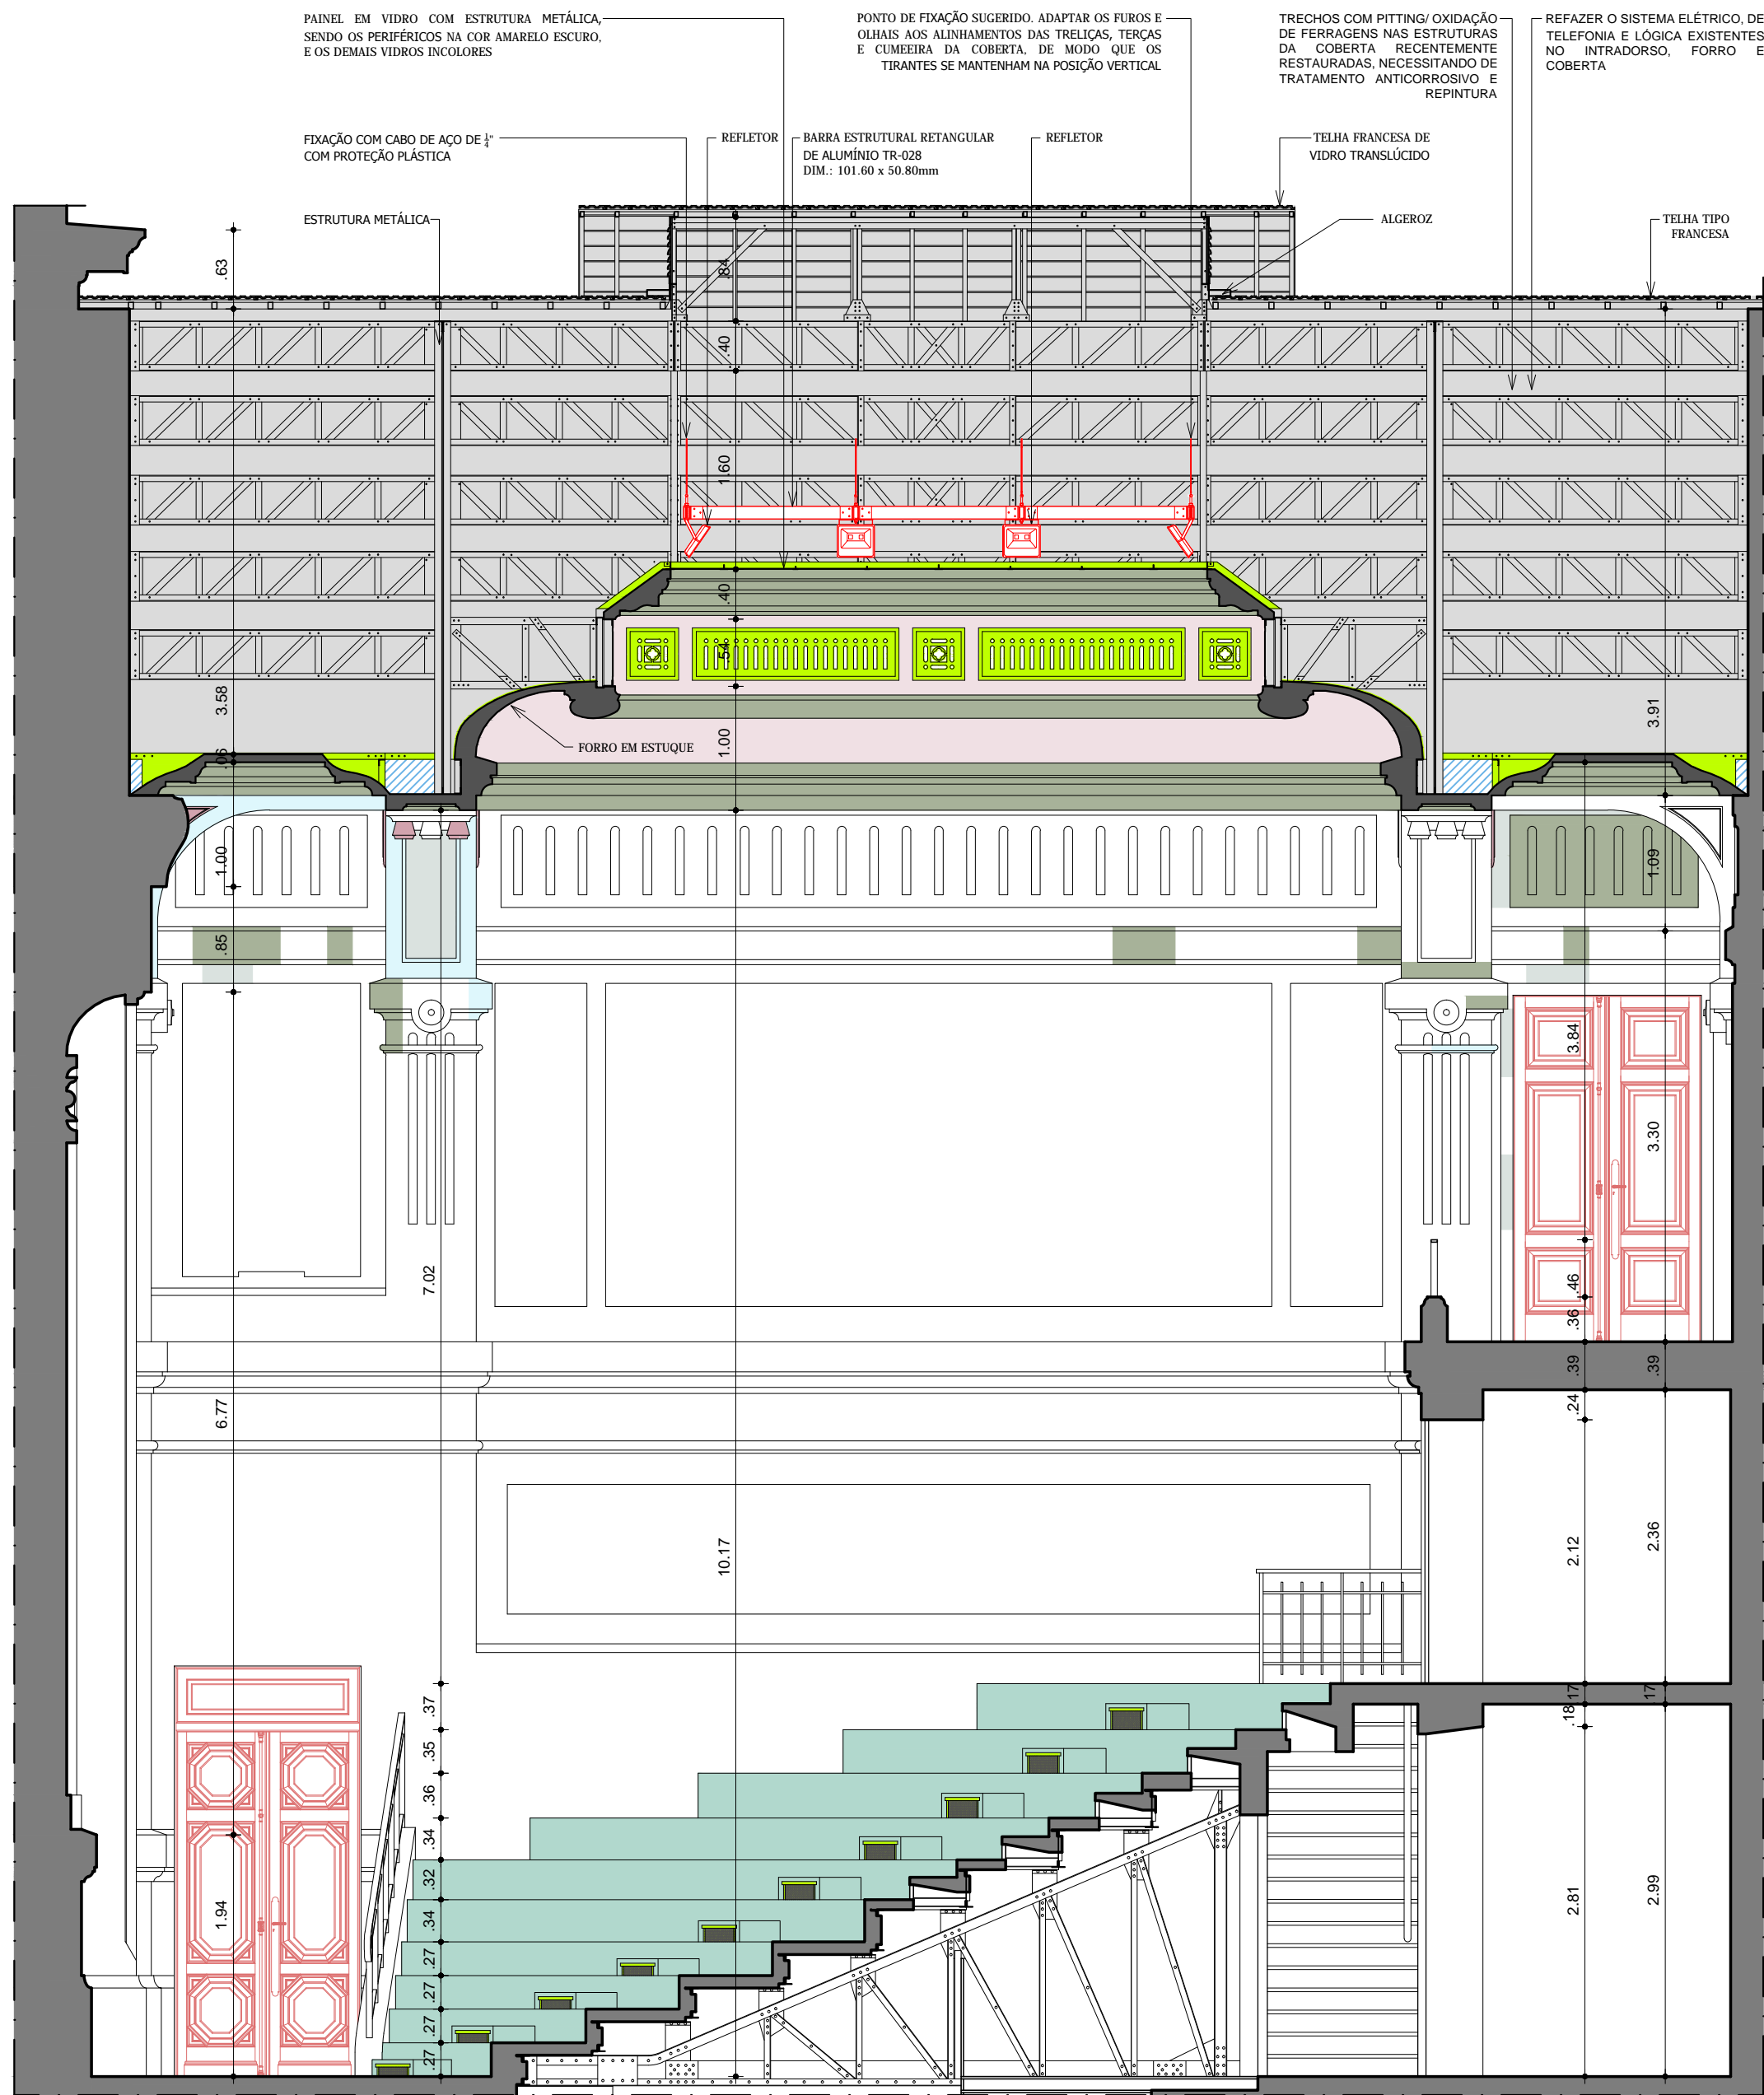 PAINEL EM VIDRO COM ESTRUTURA METÁLICA,
SENDO OS PERIFÉRICOS NA COR AMARELO ESCURO,
E OS DEMAIS VIDROS INCOLORES
PONTO DE FIXAÇÃO SUGERIDO. ADAPTAR OS FUROS E
OLHAIS AOS ALINHAMENTOS DAS TRELIÇAS, TERÇAS
E CUMEEIRA DA COBERTA, DE MODO QUE OS
TIRANTES SE MANTENHAM NA POSIÇÃO VERTICAL
TRECHOS COM PITTING/ OXIDAÇÃO
DE FERRAGENS NAS ESTRUTURAS
DA COBERTA RECENTEMENTE
RESTAURADAS, NECESSITANDO DE
TRATAMENTO ANTICORROSIVO E
REPINTURA
REFAZER O SISTEMA ELÉTRICO, DE
TELEFONIA E LÓGICA EXISTENTES
NO INTRADORSO, FORRO E
COBERTA
FIXAÇÃO COM CABO DE AÇO DE 1/4"
COM PROTEÇÃO PLÁSTICA
REFLETOR
BARRA ESTRUTURAL RETANGULAR
DE ALUMÍNIO TR-028
DIM.: 101.60 x 50.80mm
REFLETOR
TELHA FRANCESA DE
VIDRO TRANSLÚCIDO
ESTRUTURA METÁLICA
ALGEROZ
TELHA TIPO
FRANCESA
.63
.84
.40
1.60
.40
.54
3.58
3.91
.06
1.00
FORRO EM ESTUQUE
1.00
1.09
.85
3.84
3.30
7.02
.46
.36
.39
.39
.24
6.77
10.17
2.12
2.36
.37
.17
.17
.18
.35
.36
.34
.32
1.94
.34
2.81
2.99
.27
.27
.27
.27